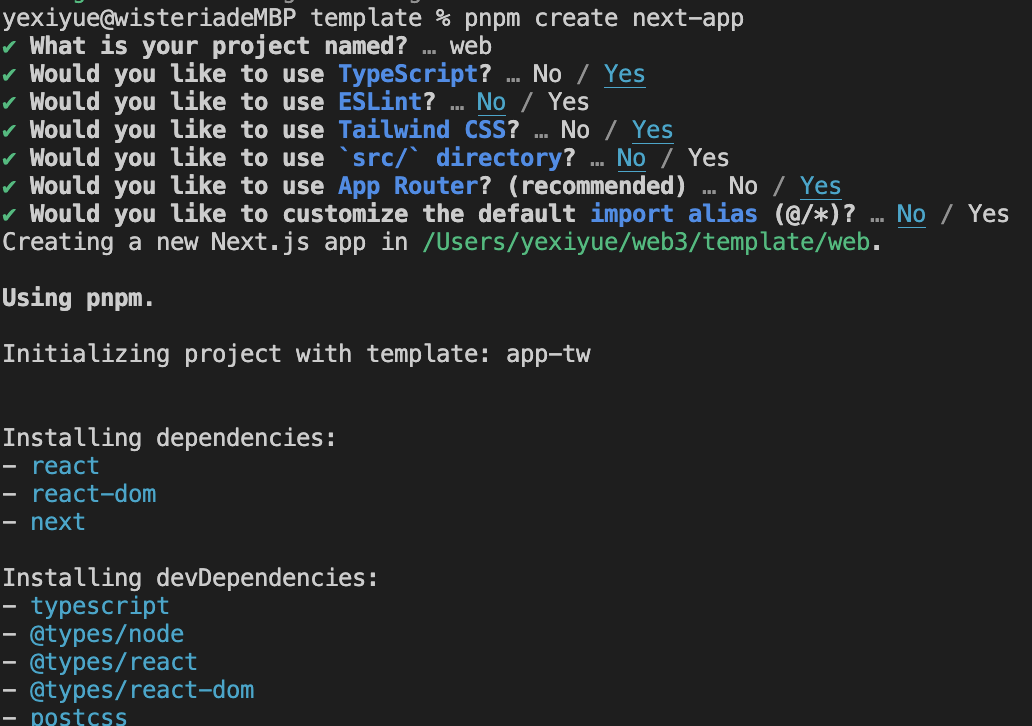 yexiyue@wisteriadeMBP template % pnpm create next-app
✔ What is your project named? … web
✔ Would you like to use TypeScript? … No / Yes
✔ Would you like to use ESLint? … No / Yes
✔ Would you like to use Tailwind CSS? … No / Yes
✔ Would you like to use `src/` directory? … No / Yes
✔ Would you like to use App Router? (recommended) … No / Yes
✔ Would you like to customize the default import alias (@/*)? … No / Yes
Creating a new Next.js app in /Users/yexiyue/web3/template/web.
Using pnpm.
Initializing project with template: app-tw
Installing dependencies:
- react
- react-dom
- next
Installing devDependencies:
- typescript
- @types/node
- @types/react
- @types/react-dom
- postcss